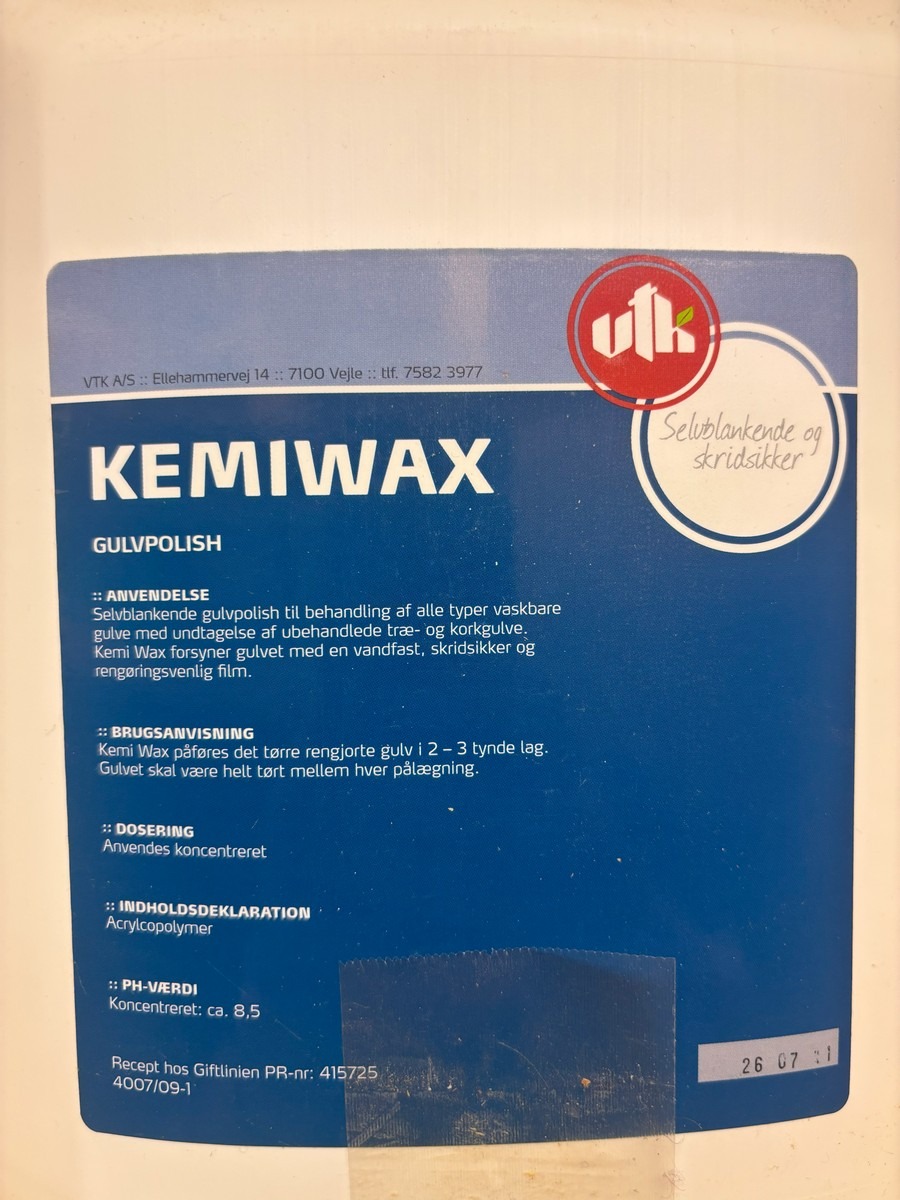 vtk
VTK A/S :: Ellehammervej 14 :: 7100 Vejle :: tlf. 7582 3977
Selvblankende og
skridsikker
KEMIWAX
GULVPOLISH
:: ANVENDELSE
Selvblankende gulvpolish til behandling af alle typer vaskbare
gulve med undtagelse af ubehandlede træ- og korkgulve.
Kemi Wax forsyner gulvet med en vandfast, skridsikker og
rengøringsvenlig film.
:: BRUGSANVISNING
Kemi Wax påføres det tørre rengjorte gulv i 2 – 3 tynde lag.
Gulvet skal være helt tørt mellem hver pålægning.
:: DOSERING
Anvendes koncentreret
:: INDHOLDSDEKLARATION
Acrylcopolymer
:: PH-VÆRDI
Koncentreret: ca. 8,5
Recept hos Giftlinien PR-nr: 415725
4007/09-1
26 07